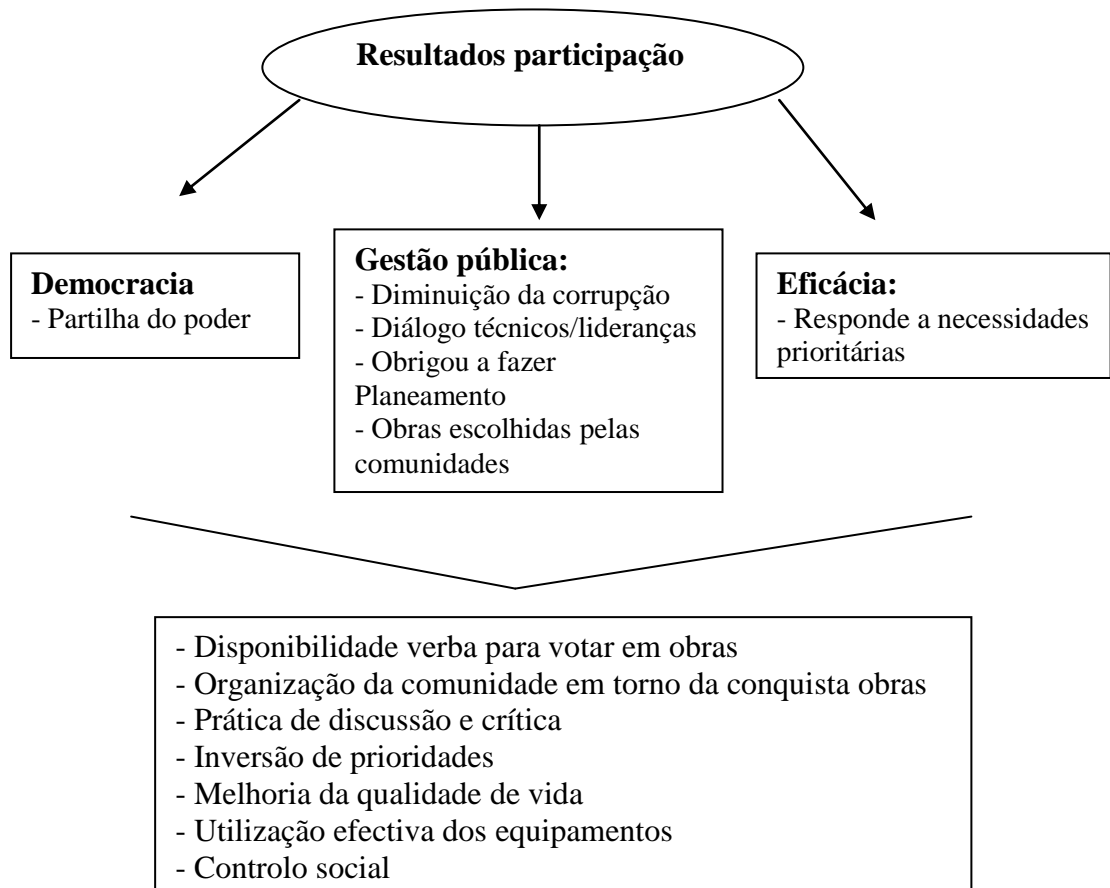 Resultados participação
Democracia
- Partilha do poder
Gestão pública:
- Diminuição da corrupção
- Diálogo técnicos/lideranças
- Obrigou a fazer
Planeamento
- Obras escolhidas pelas
comunidades
Eficácia:
- Responde a necessidades
prioritárias
- Disponibilidade verba para votar em obras
- Organização da comunidade em torno da conquista obras
- Prática de discussão e crítica
- Inversão de prioridades
- Melhoria da qualidade de vida
- Utilização efectiva dos equipamentos
- Controlo social